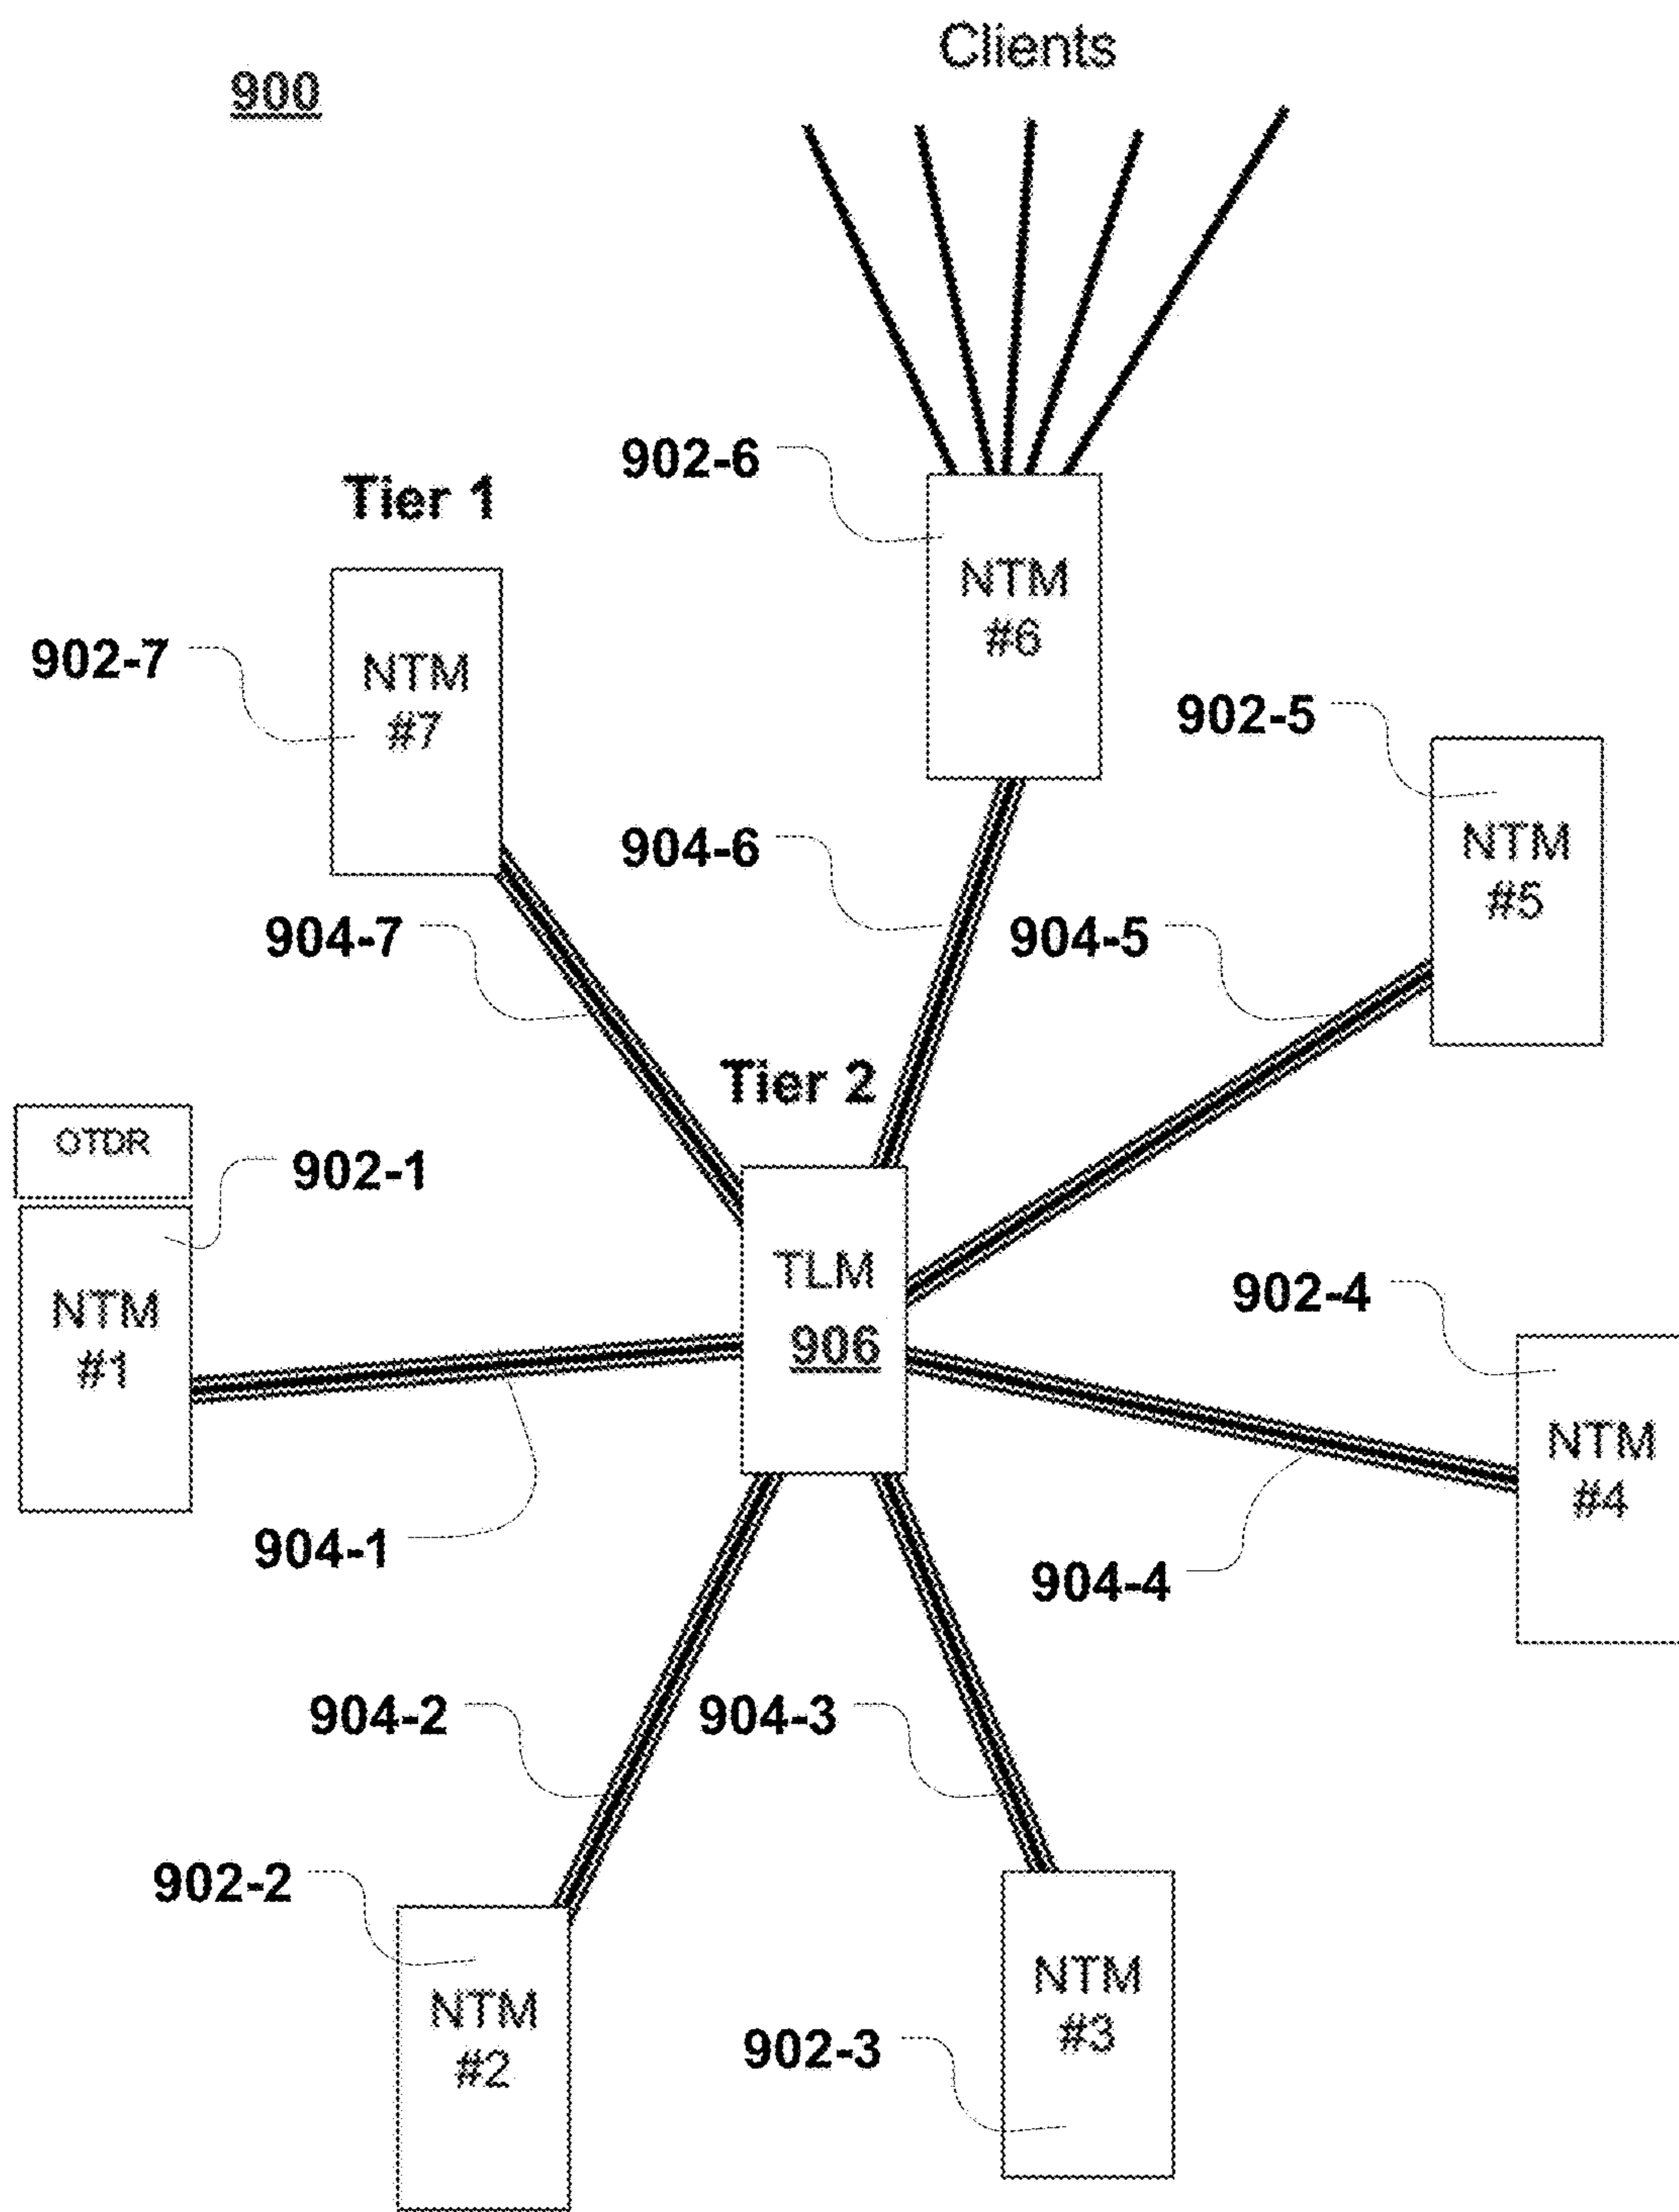 Clients
900
902-6
Tier 1
NTM
#6
902-7
NTM
#7
902-5
904-6
NTM
#5
904-7
904-5
Tier 2
OTDR
902-1
TLM
906
902-4
NTM
#1
NTM
#4
904-1
904-4
904-2
904-3
902-2
NTM
#2
NTM
#3
902-3